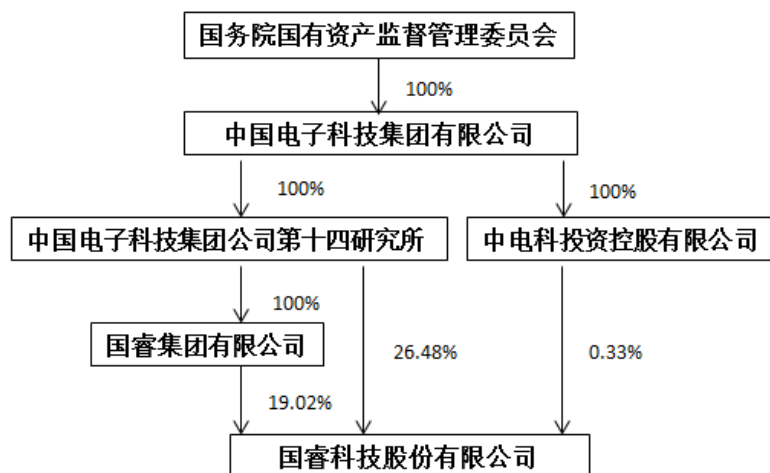 国务院国有资产监督管理委员会
100%
中国电子科技集团有限公司
100%
100%
中国电子科技集团公司第十四研究所
中电科投资控股有限公司
100%
国睿集团有限公司
26.48%
0.33%
19.02%
国睿科技股份有限公司